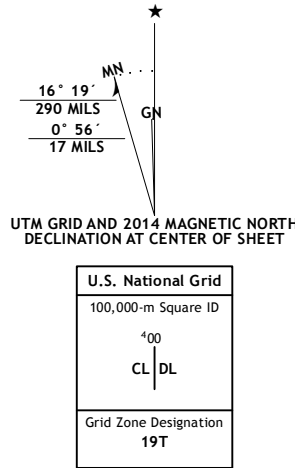 ★
MN
GN
16° 19´
290 MILS
0° 56´
17 MILS
UTM GRID AND 2014 MAGNETIC NORTH
DECLINATION AT CENTER OF SHEET
U.S. National Grid
100,000-m Square ID
⁴00
CL DL
Grid Zone Designation
19T